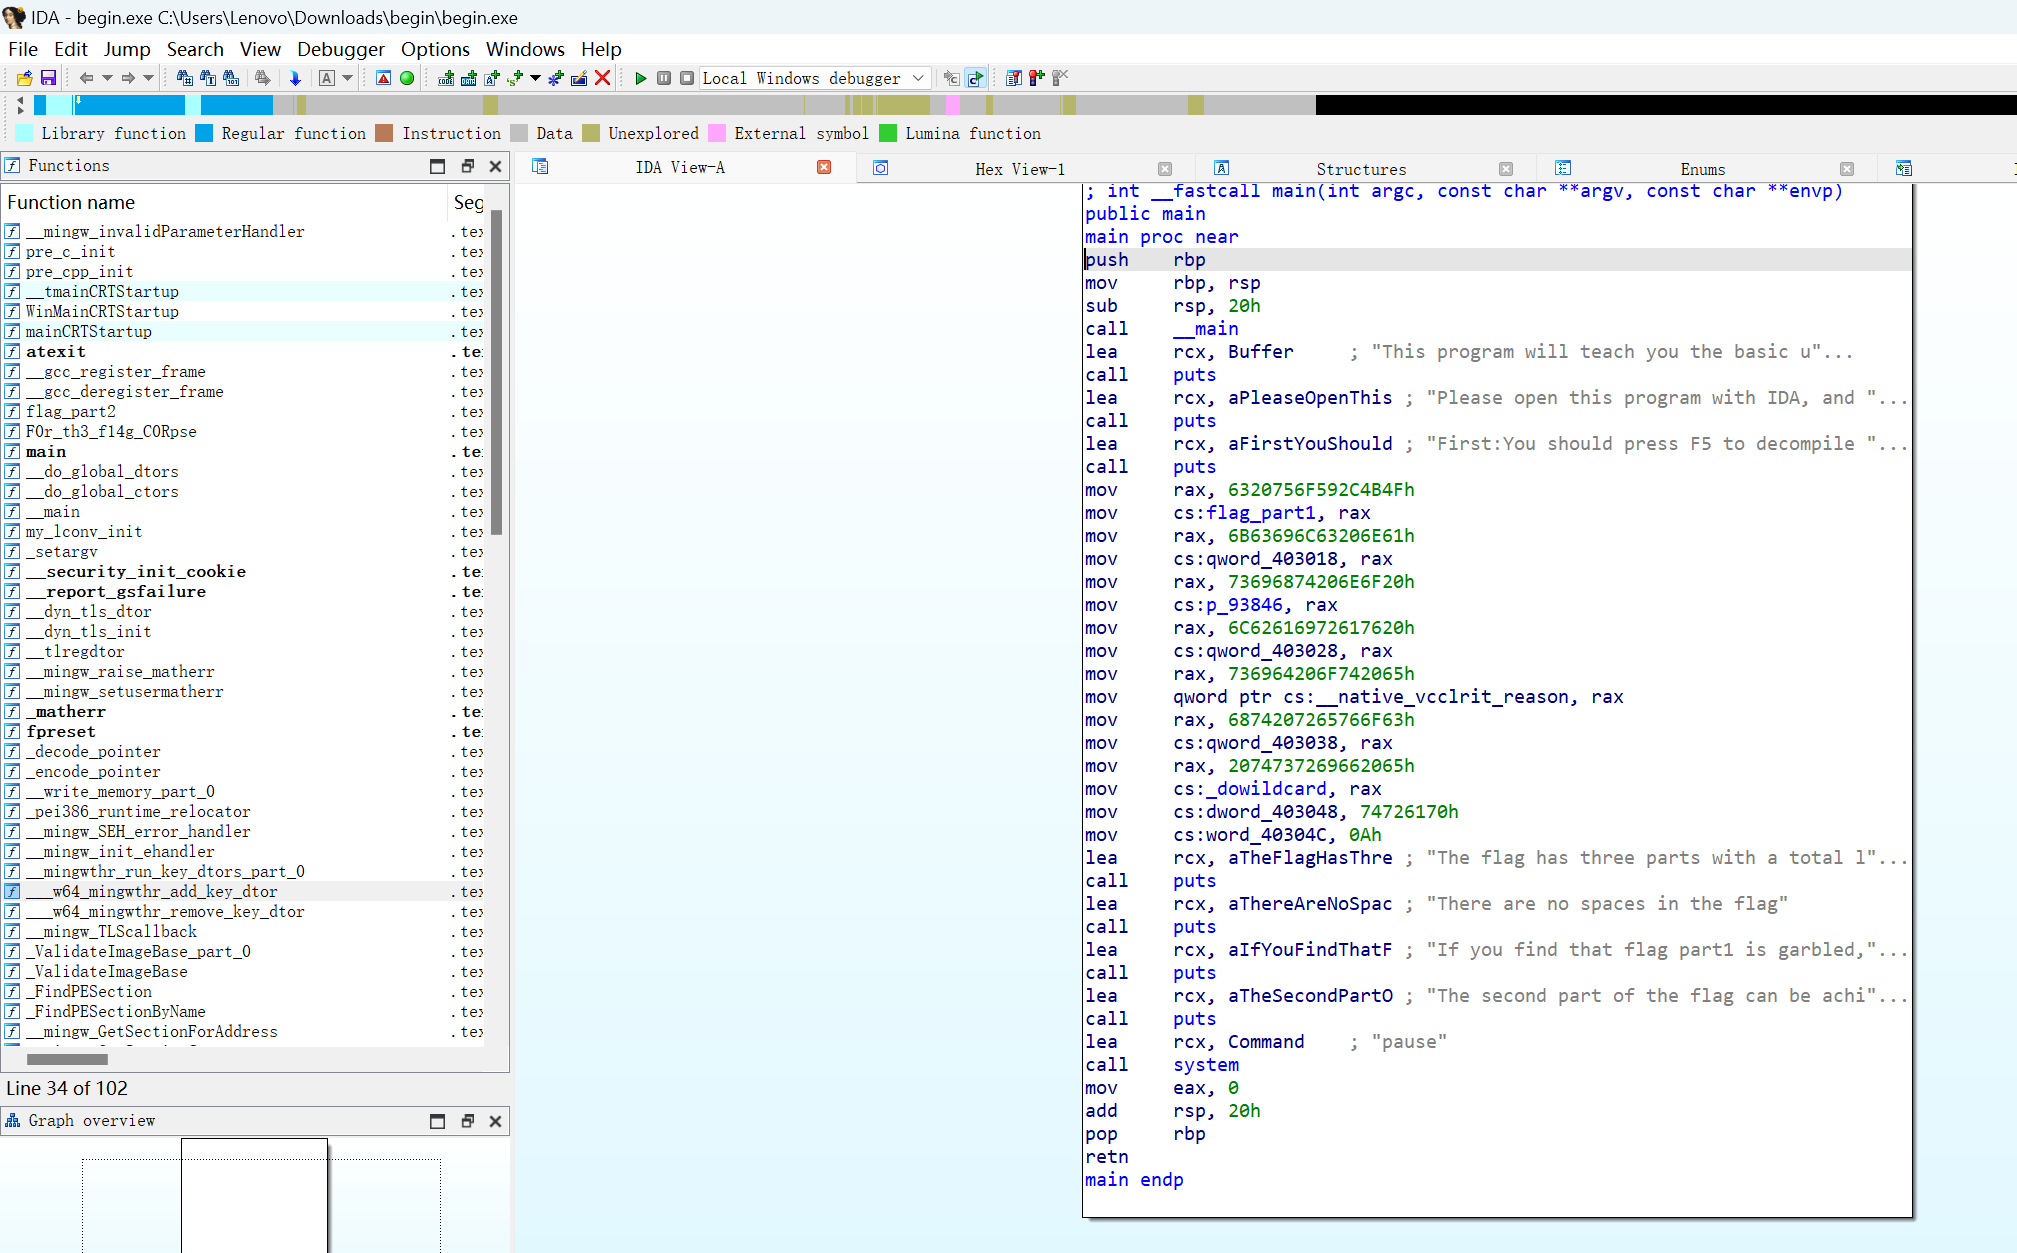 IDA - begin.exe C:\Users\Lenovo\Downloads\begin\begin.exe
File Edit Jump Search View Debugger Options Windows Help
Local Windows debugger
Library function Regular function Instruction Data Unexplored External symbol Lumina function
Functions
Function name Seg
__mingw_invalidParameterHandler .tex
pre_c_init .tex
pre_cpp_init .tex
__tmainCRTStartup .tex
WinMainCRTStartup .tex
mainCRTStartup .tex
atexit .tex
__gcc_register_frame .tex
__gcc_deregister_frame .tex
flag_part2 .tex
F0r_th3_f14g_C0Rpse .tex
main .tex
__do_global_dtors .tex
__do_global_ctors .tex
__main .tex
my_lconv_init .tex
_setargv .tex
__security_init_cookie .tex
__report_gsfailure .tex
__dyn_tls_dtor .tex
__dyn_tls_init .tex
__tlregdtor .tex
__mingw_raise_matherr .tex
__mingw_setusermatherr .tex
_matherr .tex
fpreset .tex
_decode_pointer .tex
_encode_pointer .tex
__write_memory_part_0 .tex
_pei386_runtime_relocator .tex
__mingw_SEH_error_handler .tex
__mingw_init_ehandler .tex
__mingwthr_run_key_dtors_part_0 .tex
___w64_mingwthr_add_key_dtor .tex
___w64_mingwthr_remove_key_dtor .tex
__mingw_TLScallback .tex
_ValidateImageBase_part_0 .tex
_ValidateImageBase .tex
_FindPESection .tex
_FindPESectionByName .tex
__mingw_GetSectionForAddress .tex
Line 34 of 102
Graph overview
IDA View-A Hex View-1 Structures Enums
; int __fastcall main(int argc, const char **argv, const char **envp)
public main
main proc near
push rbp
mov rbp, rsp
sub rsp, 20h
call __main
lea rcx, Buffer ; "This program will teach you the basic u"...
call puts
lea rcx, aPleaseOpenThis ; "Please open this program with IDA, and "...
call puts
lea rcx, aFirstYouShould ; "First:You should press F5 to decompile "...
call puts
mov rax, 6320756F592C4B4Fh
mov cs:flag_part1, rax
mov rax, 6B63696C63206E61h
mov cs:qword_403018, rax
mov rax, 73696874206E6F20h
mov cs:p_93846, rax
mov rax, 6C62616972617620h
mov cs:qword_403028, rax
mov rax, 736964206F742065h
mov qword ptr cs:__native_vcclrit_reason, rax
mov rax, 6874207265766F63h
mov cs:qword_403038, rax
mov rax, 2074737269662065h
mov cs:_dowildcard, rax
mov cs:dword_403048, 74726170h
mov cs:word_40304C, 0Ah
lea rcx, aTheFlagHasThre ; "The flag has three parts with a total l"...
call puts
lea rcx, aThereAreNoSpac ; "There are no spaces in the flag"
call puts
lea rcx, aIfYouFindThatF ; "If you find that flag part1 is garbled,"...
call puts
lea rcx, aTheSecondPartO ; "The second part of the flag can be achi"...
call puts
lea rcx, Command ; "pause"
call system
mov eax, 0
add rsp, 20h
pop rbp
retn
main endp